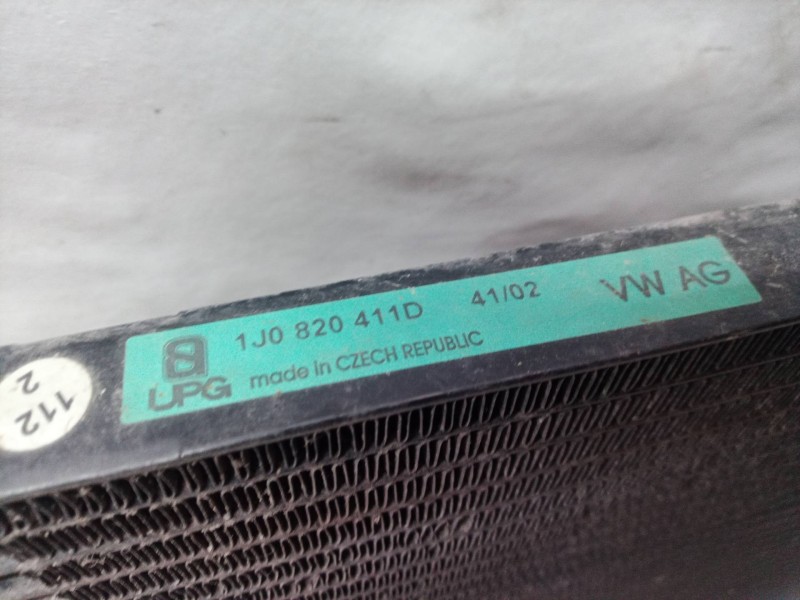 1J0 820 411D 41/02 VW AG
UPG made in CZECH REPUBLIC
112
2